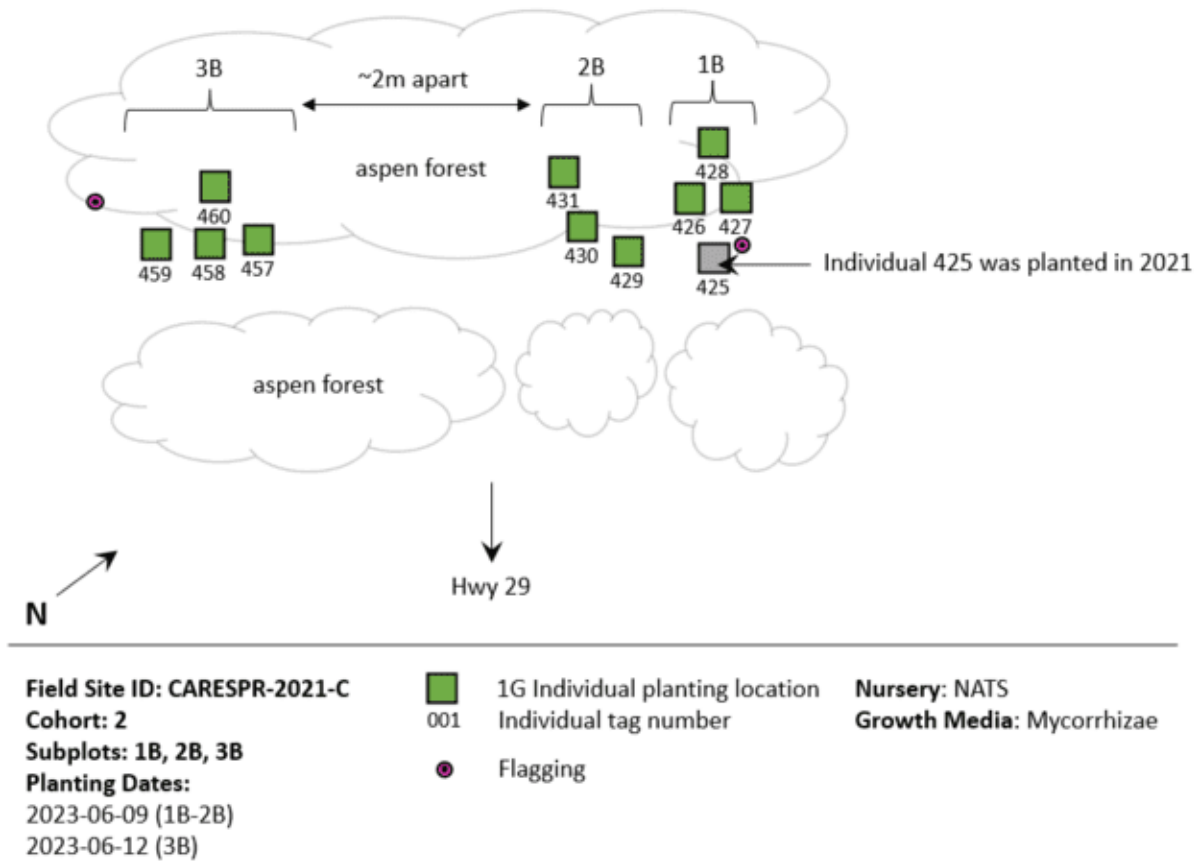 3B
~2m apart
2B
1B
aspen forest
428
431
460
426
427
430
459
458
457
429
425
Individual 425 was planted in 2021
aspen forest
Hwy 29
N
Field Site ID: CARESPR-2021-C
Cohort: 2
Subplots: 1B, 2B, 3B
Planting Dates:
2023-06-09 (1B-2B)
2023-06-12 (3B)
1G Individual planting location
001 Individual tag number
Flagging
Nursery: NATS
Growth Media: Mycorrhizae